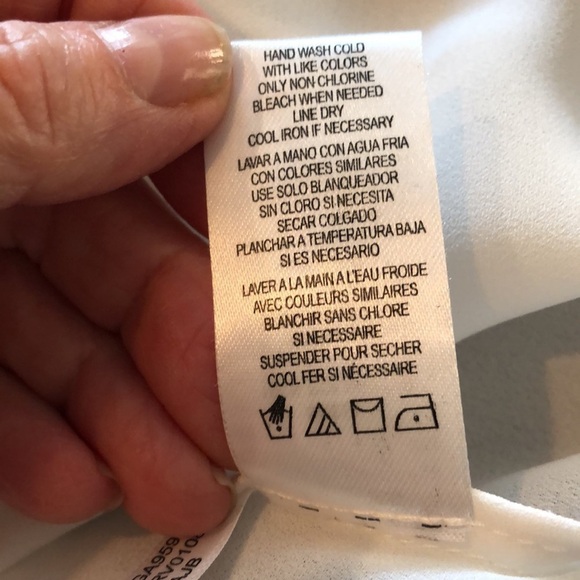 HAND WASH COLD
WITH LIKE COLORS
ONLY NON CHLORINE
BLEACH WHEN NEEDED
LINE DRY
COOL IRON IF NECESSARY
LAVAR A MANO CON AGUA FRIA
CON COLORES SIMILARES
USE SOLO BLANQUEADOR
SIN CLORO SI NECESITA
SECAR COLGADO
PLANCHAR A TEMPERATURA BAJA
SI ES NECESARIO
LAVER A LA MAIN A L'EAU FROIDE
AVEC COULEURS SIMILAIRES
BLANCHIR SANS CHLORE
SI NECESSAIRE
SUSPENDER POUR SECHER
COOL FER SI NÉCESSAIRE